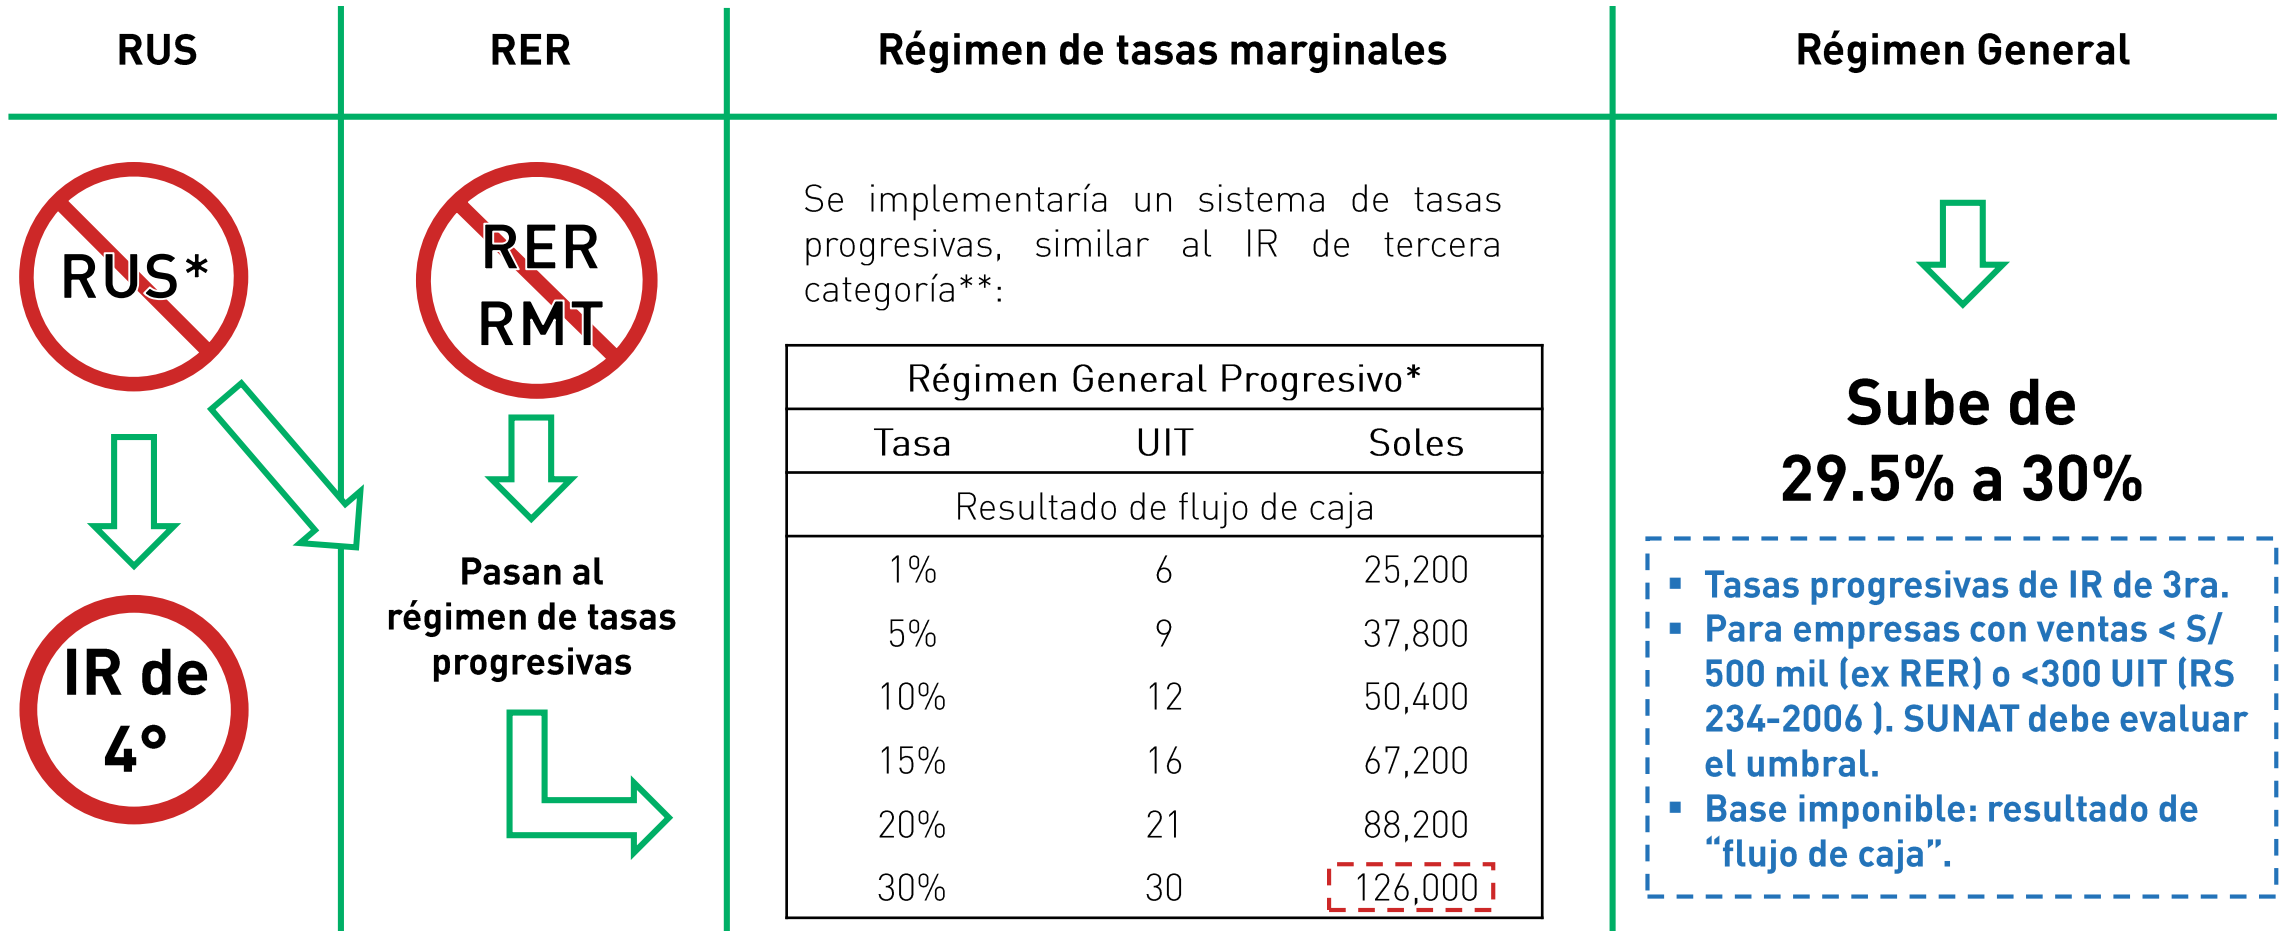 RUS
RER
Régimen de tasas marginales
Régimen General
RUS*
IR de
4°
RER
RMT
Pasan al
régimen de tasas
progresivas
Se implementaría un sistema de tasas
progresivas, similar al IR de tercera
categoría**:
Régimen General Progresivo*
Tasa UIT Soles
Resultado de flujo de caja
1% 6 25,200
5% 9 37,800
10% 12 50,400
15% 16 67,200
20% 21 88,200
30% 30 126,000
Sube de
29.5% a 30%
▪ Tasas progresivas de IR de 3ra.
▪ Para empresas con ventas < S/
500 mil (ex RER) o <300 UIT (RS
234-2006 ). SUNAT debe evaluar
el umbral.
▪ Base imponible: resultado de
“flujo de caja”.